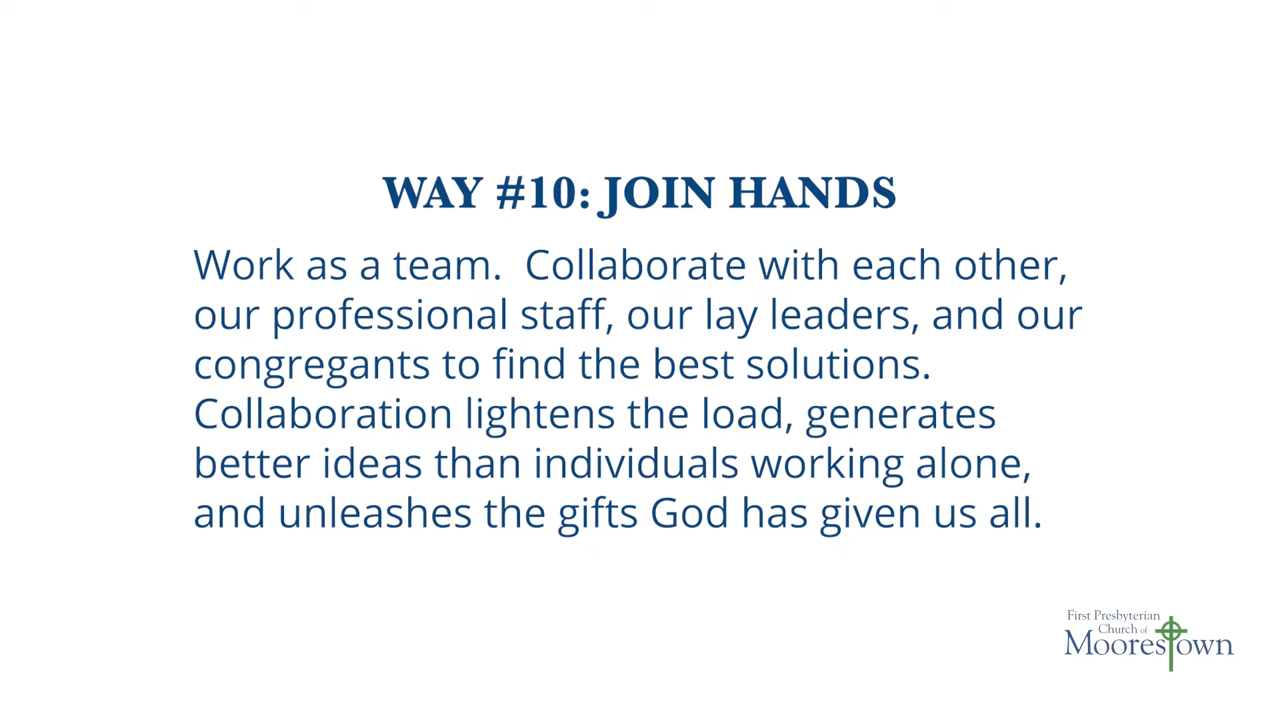 WAY #10: JOIN HANDS
Work as a team.  Collaborate with each other,
our professional staff, our lay leaders, and our
congregants to find the best solutions.
Collaboration lightens the load, generates
better ideas than individuals working alone,
and unleashes the gifts God has given us all.
First Presbyterian
Church of
Moorestown